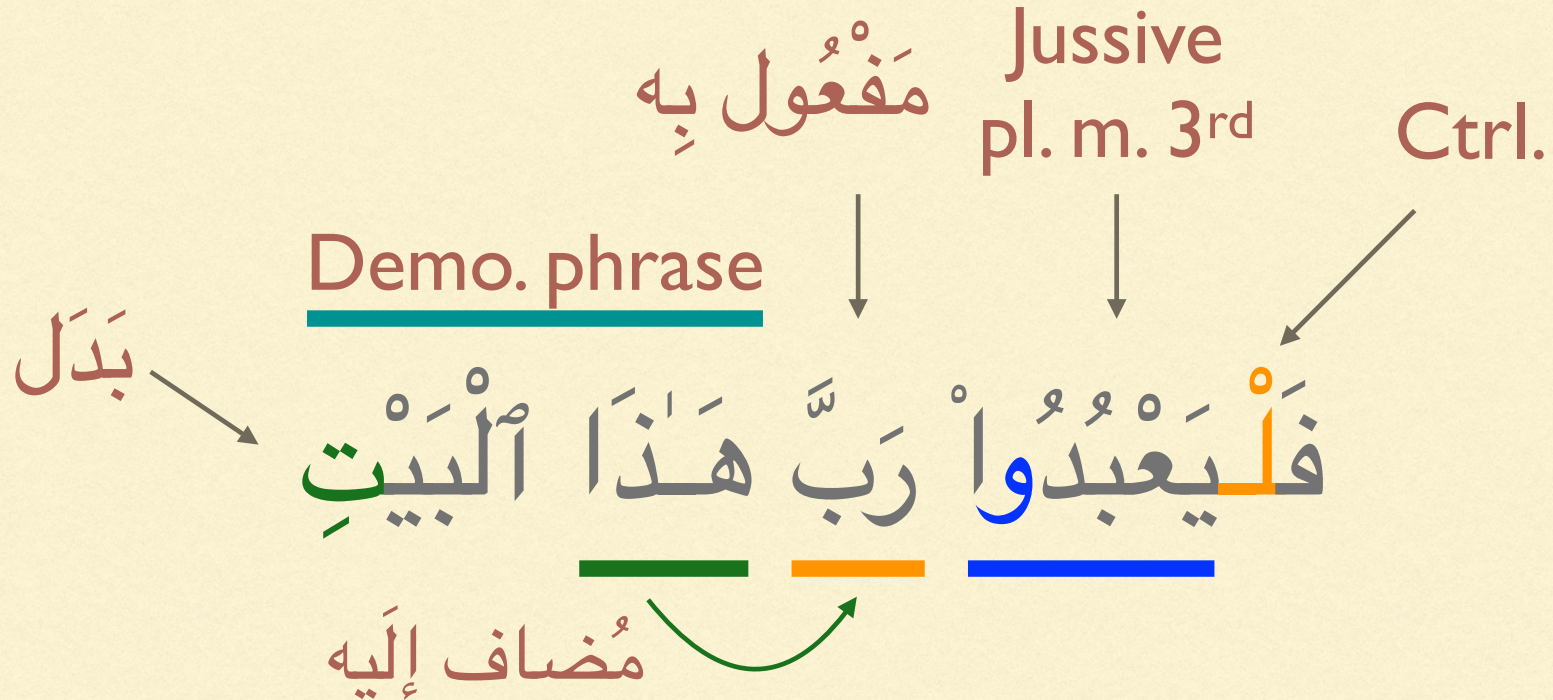 مَفْعُول بِه
Jussive
pl. m. 3rd
Ctrl.
Demo. phrase
بَدَل
فَلْيَعْبُدُوا۟ رَبَّ هَـٰذَا ٱلْبَيْتِ
مُضاف إلَيه